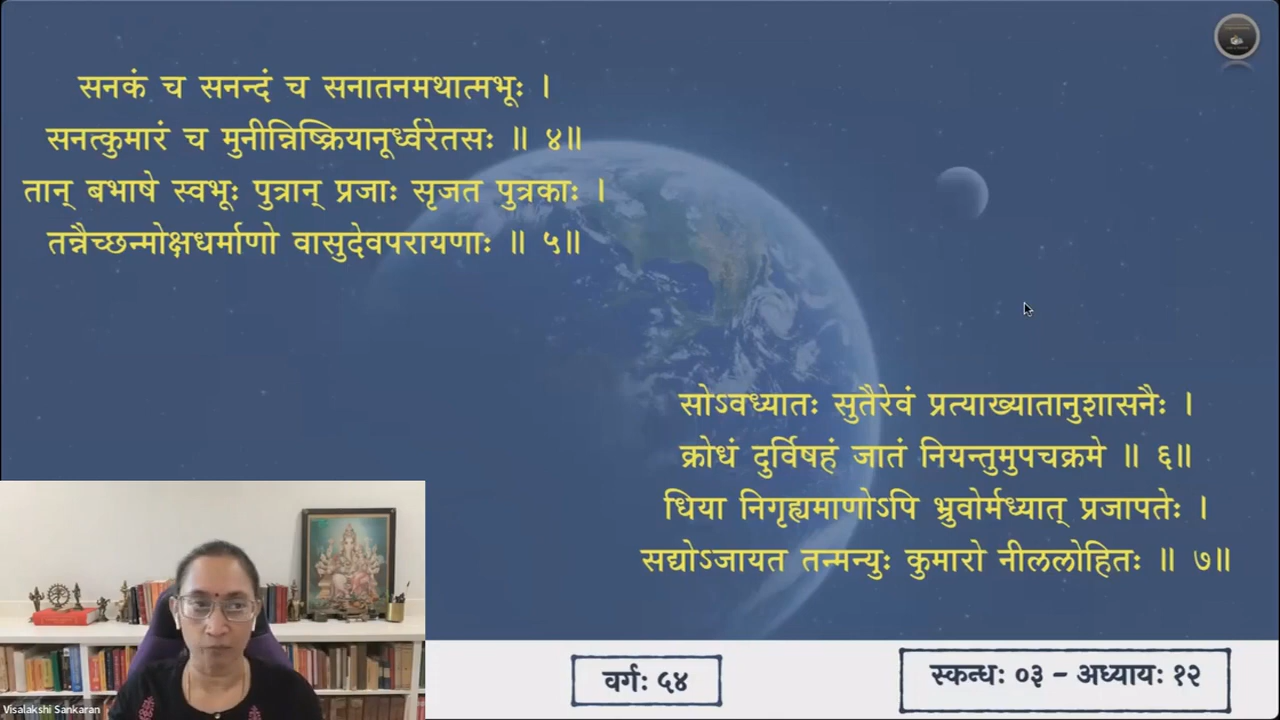 सनकं च सनन्दं च सनातनमथात्मभूः ।
सनत्कुमारं च मुनीन्निष्क्रियानूर्ध्वरेतसः ॥ ४॥
तान् बभाषे स्वभूः पुत्रान् प्रजाः सृजत पुत्रकाः ।
तन्नैच्छन्मोक्षधर्माणो वासुदेवपरायणाः ॥ ५॥
सोऽवध्यातः सुतैरेवं प्रत्याख्यातानुशासनैः ।
क्रोधं दुर्विषहं जातं नियन्तुमुपचक्रमे ॥ ६॥
धिया निगृह्यमाणोऽपि भ्रुवोर्मध्यात् प्रजापतेः ।
सद्योऽजायत तन्मन्युः कुमारो नीललोहितः ॥ ७॥
वर्गः ५४
स्कन्धः ०३ - अध्यायः १२
Visalakshi Sankaran